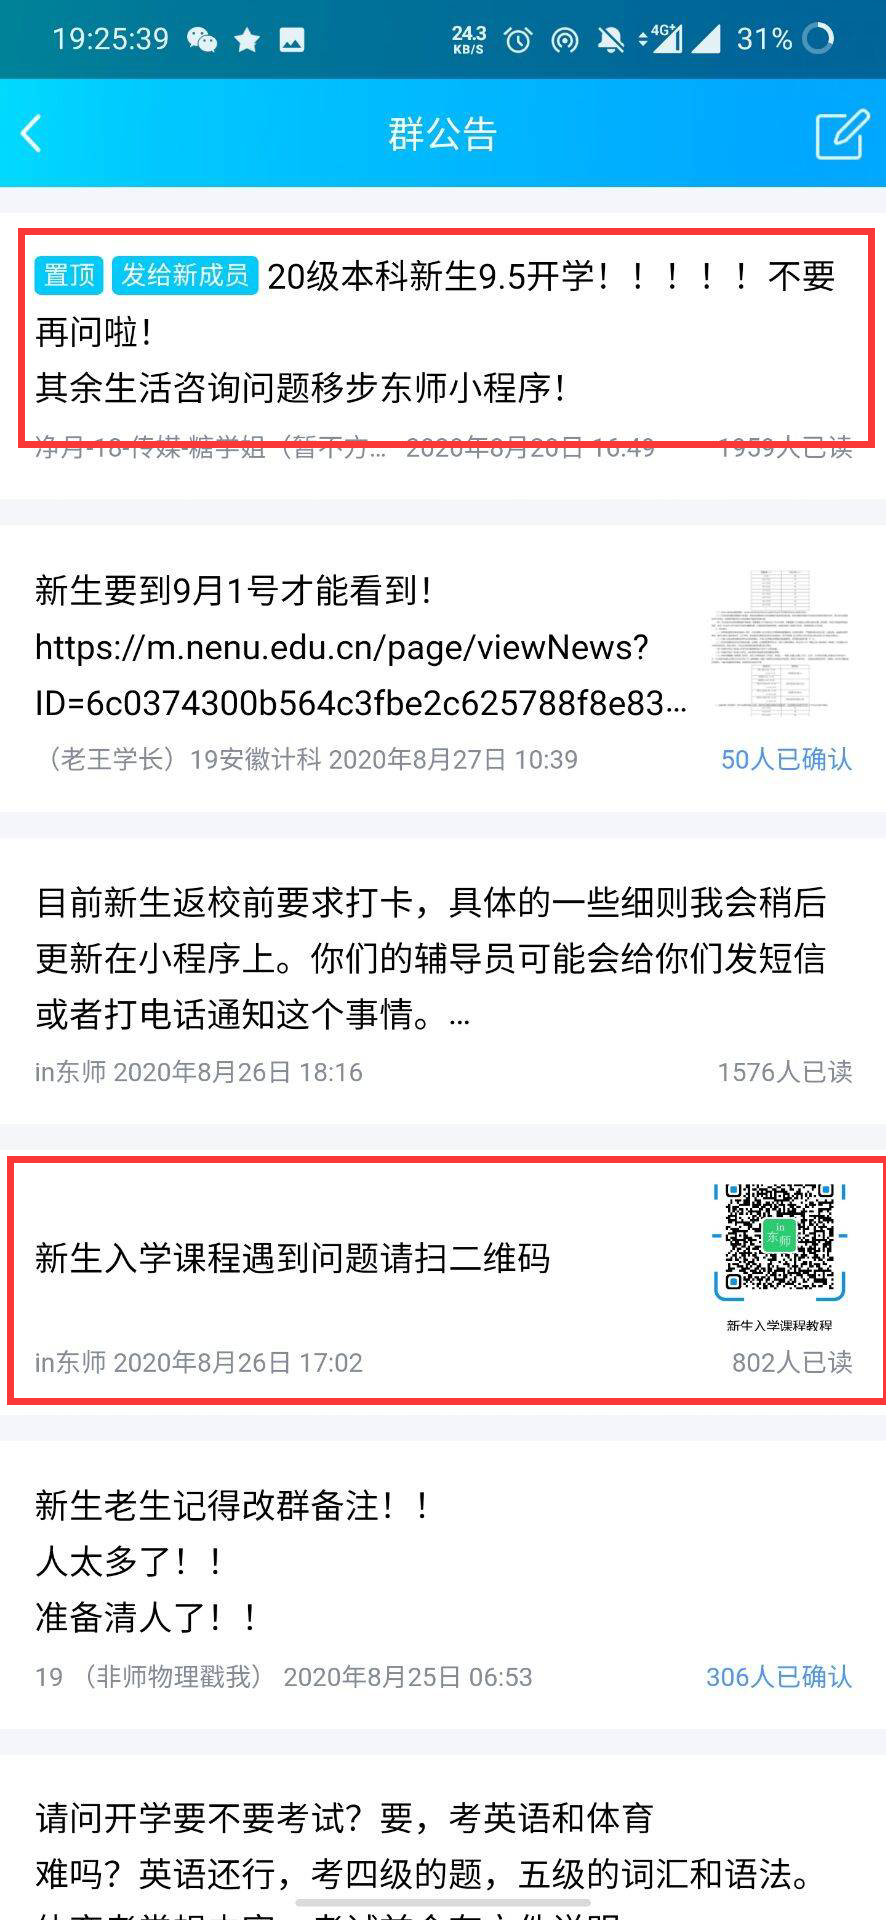 19:25:39 24.3 KB/S 4G+ 31%
群公告
置顶 发给新成员 20级本科新生9.5开学！！！！！不要
再问啦！
其余生活咨询问题移步东师小程序！
净月-18-传媒-糖学姐（暂不方... 2020年8月20日 16:49 1959人已读
新生要到9月1号才能看到！
https://m.nenu.edu.cn/page/viewNews?
ID=6c0374300b564c3fbe2c625788f8e83...
（老王学长）19安徽计科 2020年8月27日 10:39 50人已确认
目前新生返校前要求打卡，具体的一些细则我会稍后
更新在小程序上。你们的辅导员可能会给你们发短信
或者打电话通知这个事情。...
in东师 2020年8月26日 18:16 1576人已读
in
东师
新生入学课程遇到问题请扫二维码
新生入学课程教程
in东师 2020年8月26日 17:02 802人已读
新生老生记得改群备注！！
人太多了！！
准备清人了！！
19 （非师物理戳我） 2020年8月25日 06:53 306人已确认
请问开学要不要考试？要，考英语和体育
难吗？英语还行，考四级的题，五级的词汇和语法。